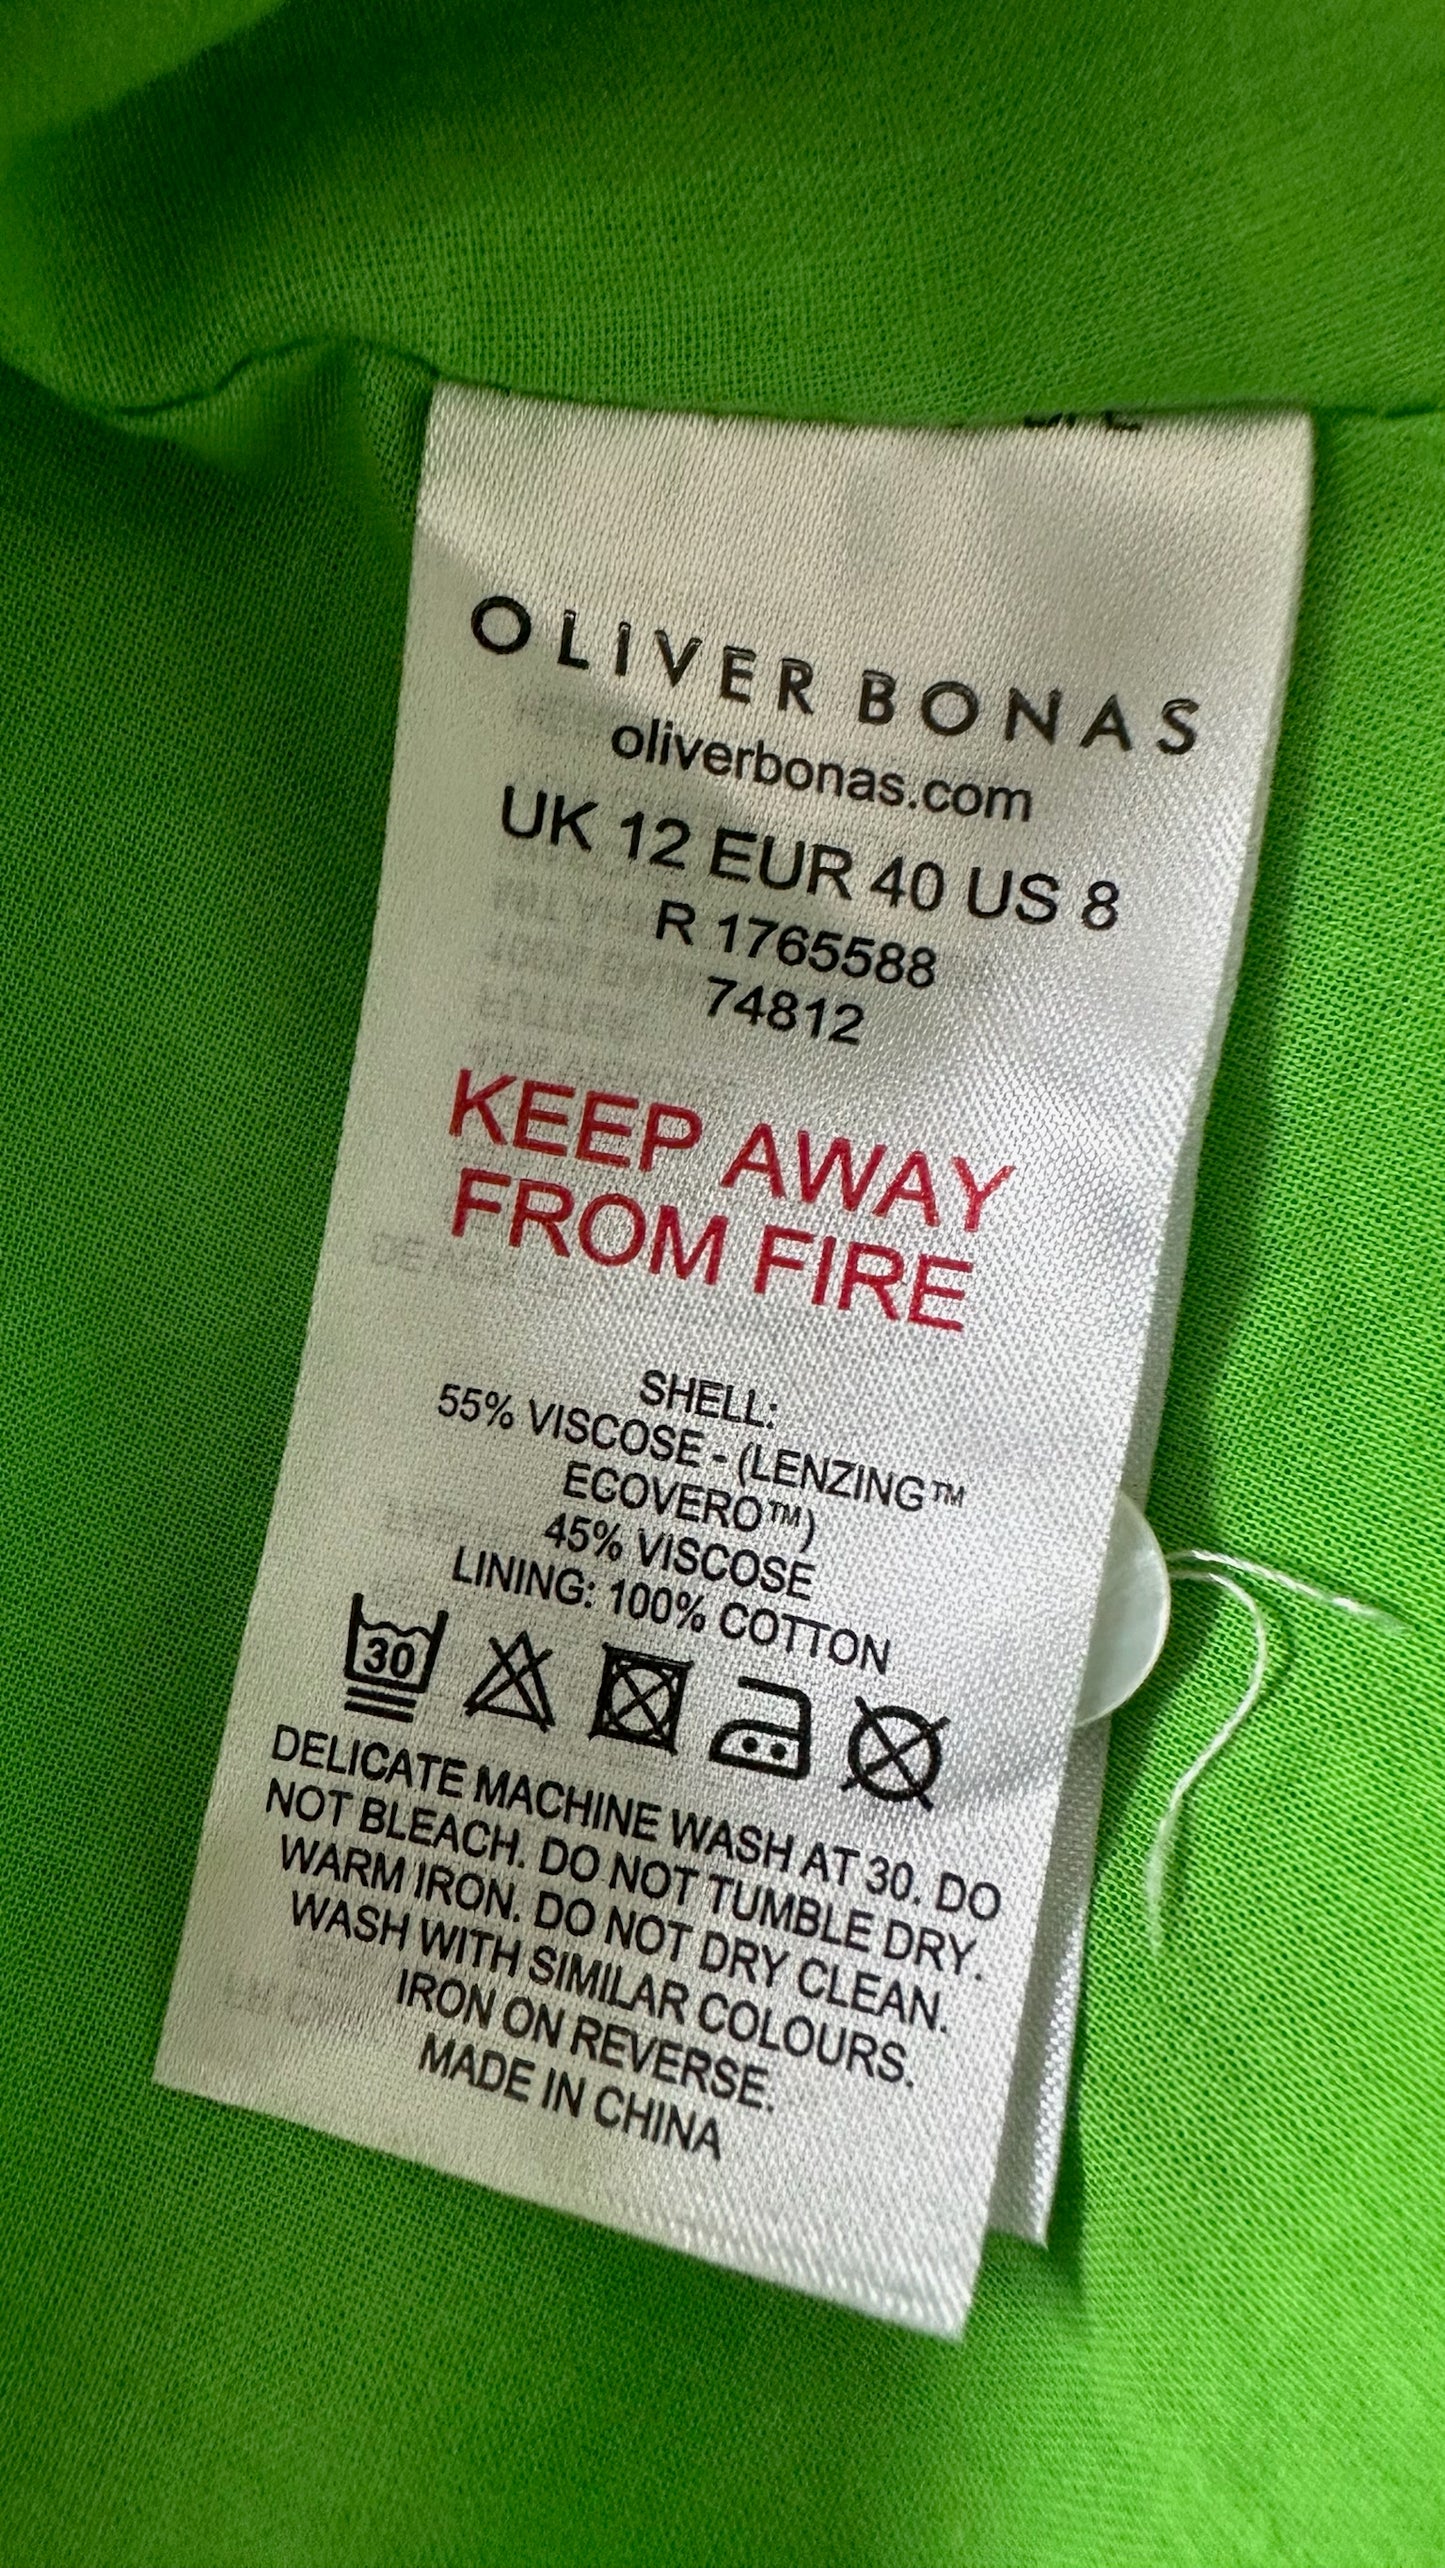 OLIVER BONAS
oliverbonas.com
UK 12 EUR 40 US 8
R 1765588
74812
KEEP AWAY
FROM FIRE
SHELL:
55% VISCOSE - (LENZING™
ECOVERO™)
45% VISCOSE
LINING: 100% COTTON
30
DELICATE MACHINE WASH AT 30. DO
NOT BLEACH. DO NOT TUMBLE DRY.
WARM IRON. DO NOT DRY CLEAN.
WASH WITH SIMILAR COLOURS.
IRON ON REVERSE.
MADE IN CHINA